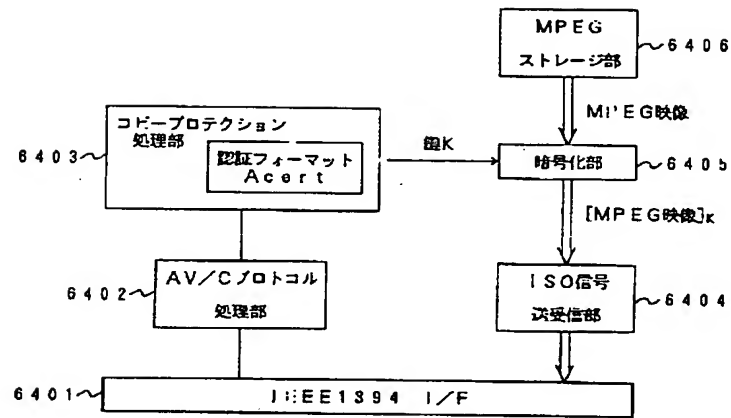 MPEG
ストレージ部
6406
MPEG映像
コピープロテクション
処理部
認証フォーマット
Acert
6403
鍵K
暗号化部
6405
[MPEG映像]K
AV/Cプロトコル
処理部
6402
ISO信号
送受信部
6404
6401
IEEE1394 I/F